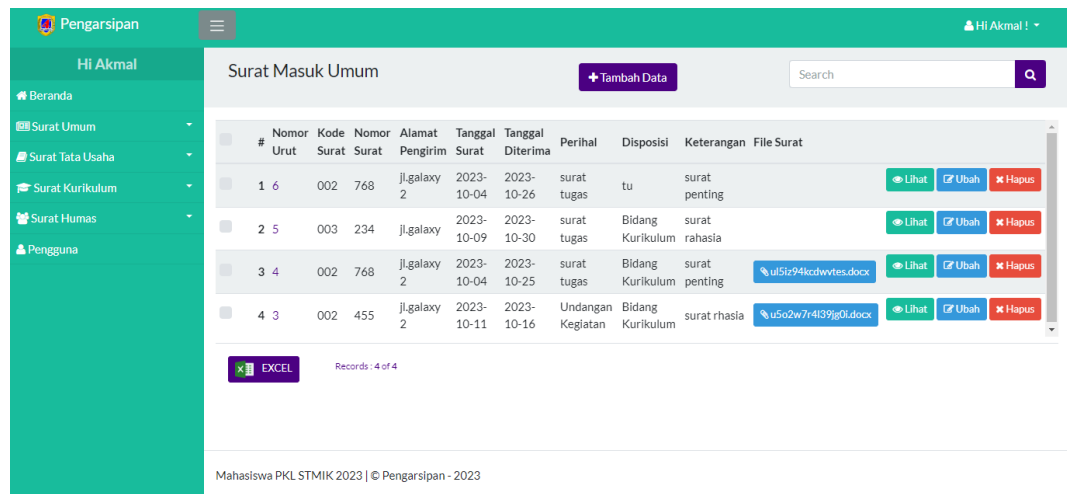 Pengarsipan
Hi Akmal !
Hi Akmal
Beranda
Surat Umum
Surat Tata Usaha
Surat Kurikulum
Surat Humas
Pengguna
Surat Masuk Umum
Tambah Data
Search
# Nomor Urut Kode Surat Nomor Surat Alamat Pengirim Tanggal Surat Tanggal Diterima Perihal Disposisi Keterangan File Surat
1 6 002 768 jl.galaxy 2 2023-10-04 2023-10-26 surat tugas tu surat penting Lihat Ubah Hapus
2 5 003 234 jl.galaxy 2023-10-09 2023-10-30 surat tugas Bidang Kurikulum surat rahasia Lihat Ubah Hapus
3 4 002 768 jl.galaxy 2 2023-10-04 2023-10-25 surat tugas Bidang Kurikulum surat penting ul5iz94kcdwvtes.docx Lihat Ubah Hapus
4 3 002 455 jl.galaxy 2 2023-10-11 2023-10-16 Undangan Kegiatan Bidang Kurikulum surat rhasia u5o2w7r4l39jg0i.docx Lihat Ubah Hapus
EXCEL
Records : 4 of 4
Mahasiswa PKL STMIK 2023 | © Pengarsipan - 2023